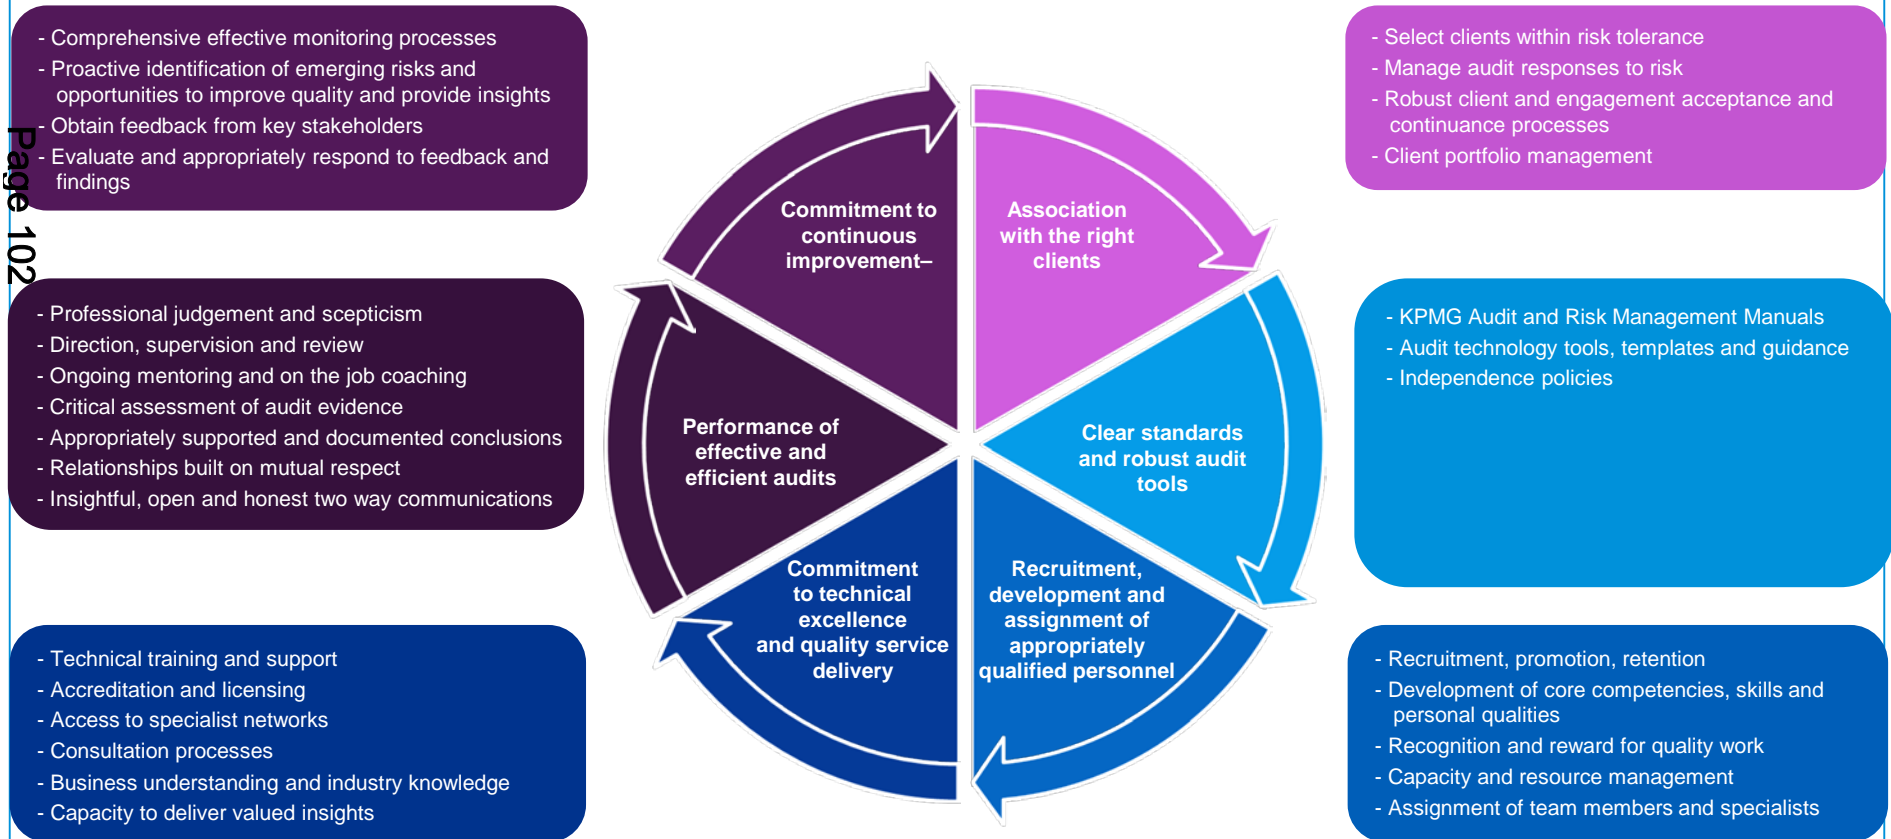 - Comprehensive effective monitoring processes
- Proactive identification of emerging risks and
opportunities to improve quality and provide insights
- Obtain feedback from key stakeholders
- Evaluate and appropriately respond to feedback and
findings
Page 102
- Professional judgement and scepticism
- Direction, supervision and review
- Ongoing mentoring and on the job coaching
- Critical assessment of audit evidence
- Appropriately supported and documented conclusions
- Relationships built on mutual respect
- Insightful, open and honest two way communications
- Technical training and support
- Accreditation and licensing
- Access to specialist networks
- Consultation processes
- Business understanding and industry knowledge
- Capacity to deliver valued insights
Commitment to
continuous
improvement–
Association
with the right
clients
Performance of
effective and
efficient audits
Clear standards
and robust audit
tools
Commitment
to technical
excellence
and quality service
delivery
Recruitment,
development and
assignment of
appropriately
qualified personnel
- Select clients within risk tolerance
- Manage audit responses to risk
- Robust client and engagement acceptance and
continuance processes
- Client portfolio management
- KPMG Audit and Risk Management Manuals
- Audit technology tools, templates and guidance
- Independence policies
- Recruitment, promotion, retention
- Development of core competencies, skills and
personal qualities
- Recognition and reward for quality work
- Capacity and resource management
- Assignment of team members and specialists